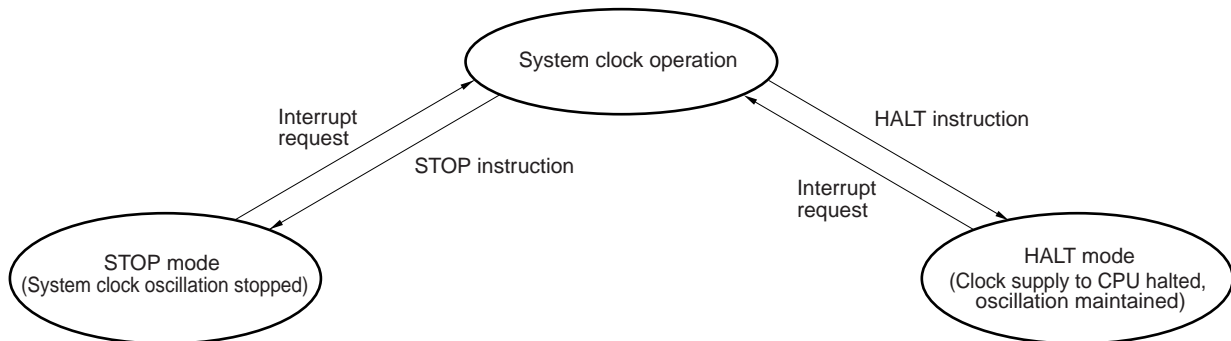 System clock operation
Interrupt
request
HALT instruction
STOP instruction
Interrupt
request
STOP mode
(System clock oscillation stopped)
HALT mode
(Clock supply to CPU halted,
oscillation maintained)